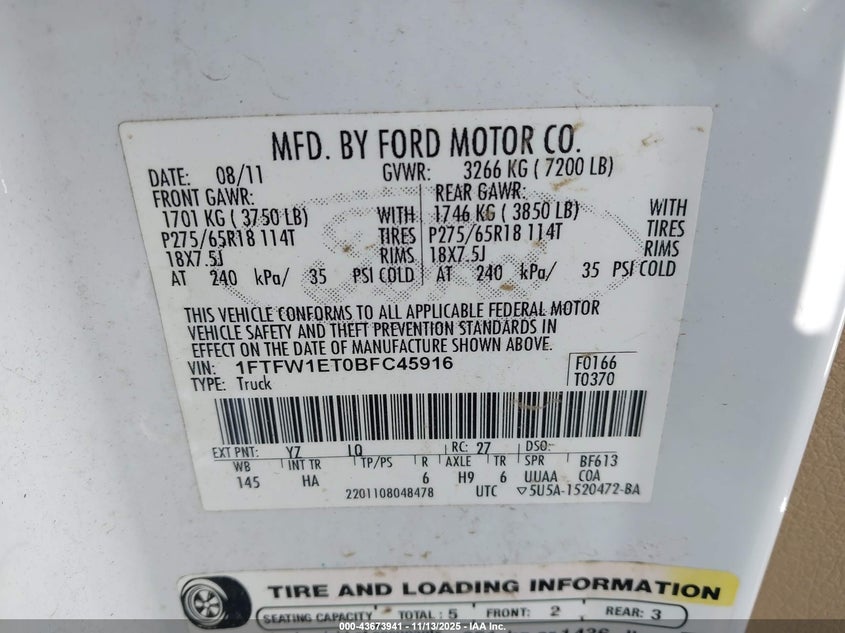 MFD. BY FORD MOTOR CO.
DATE: 08/11 GVWR: 3266 KG ( 7200 LB)
FRONT GAWR: REAR GAWR:
1701 KG ( 3750 LB) WITH 1746 KG ( 3850 LB) WITH
P275/65R18 114T TIRES P275/65R18 114T TIRES
18X7.5J RIMS 18X7.5J RIMS
AT 240 kPa/ 35 PSI COLD AT 240 kPa/ 35 PSI COLD
THIS VEHICLE CONFORMS TO ALL APPLICABLE FEDERAL MOTOR
VEHICLE SAFETY AND THEFT PREVENTION STANDARDS IN
EFFECT ON THE DATE OF MANUFACTURE SHOWN ABOVE.
VIN: 1FTFW1ET0BFC45916 F0166
TYPE: Truck T0370
EXT PNT: YZ LQ RC: 27 DSO:
WB INT TR TP/PS R AXLE TR SPR BF613
145 HA 6 H9 6 UUAA COA
2201108048478 UTC ▽5U5A-1520472-BA
TIRE AND LOADING INFORMATION
SEATING CAPACITY TOTAL: 5 FRONT: 2 REAR: 3
000-43673941 - 11/13/2025 - IAA Inc.